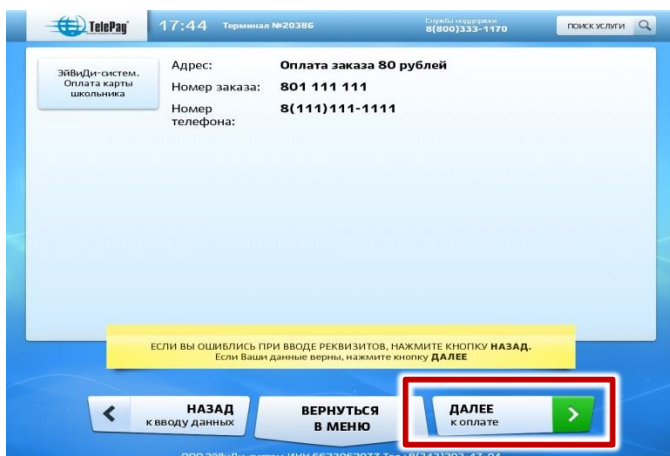 TelePay
17:44 Терминал №20386
Служба поддержки
8(800)333-1170
ПОИСК УСЛУГИ
ЭйВиДи-систем.
Оплата карты
школьника
Адрес: Оплата заказа 80 рублей
Номер заказа: 801 111 111
Номер
телефона: 8(111)111-1111
ЕСЛИ ВЫ ОШИБЛИСЬ ПРИ ВВОДЕ РЕКВИЗИТОВ, НАЖМИТЕ КНОПКУ НАЗАД.
Если Ваши данные верны, нажмите кнопку ДАЛЕЕ
НАЗАД
к вводу данных
ВЕРНУТЬСЯ
В МЕНЮ
ДАЛЕЕ
к оплате